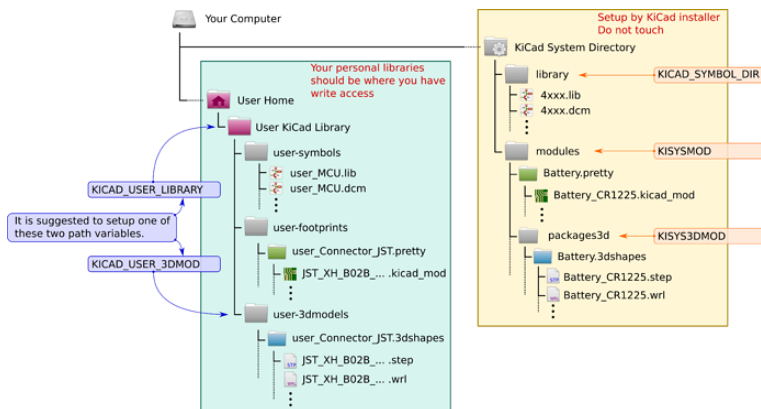 Your Computer
Setup by KiCad installer
Do not touch
KiCad System Directory
library
KICAD_SYMBOL_DIR
4xxx.lib
4xxx.dcm
modules
KISYSMOD
Battery.pretty
Battery_CR1225.kicad_mod
packages3d
KISYS3DMOD
Battery.3dshapes
Battery_CR1225.step
Battery_CR1225.wrl
Your personal libraries
should be where you have
write access
User Home
User KiCad Library
user-symbols
user_MCU.lib
user_MCU.dcm
user-footprints
user_Connector_JST.pretty
JST_XH_B02B_... .kicad_mod
user-3dmodels
user_Connector_JST.3dshapes
JST_XH_B02B_... .step
JST_XH_B02B_... .wrl
KICAD_USER_LIBRARY
It is suggested to setup one of
these two path variables.
KICAD_USER_3DMOD